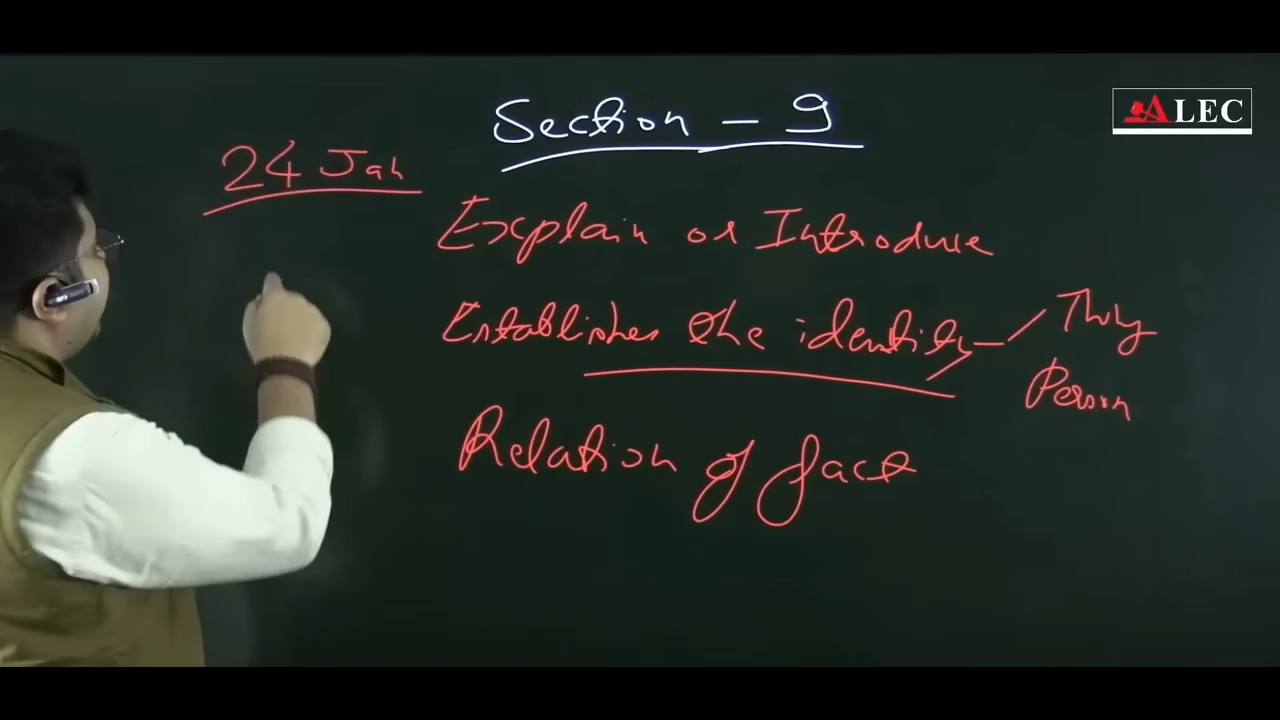 Section - 9
ALEC
24 Jan
Explain or Introduce
Establishes the identity
Thing
Person
Relation of fact